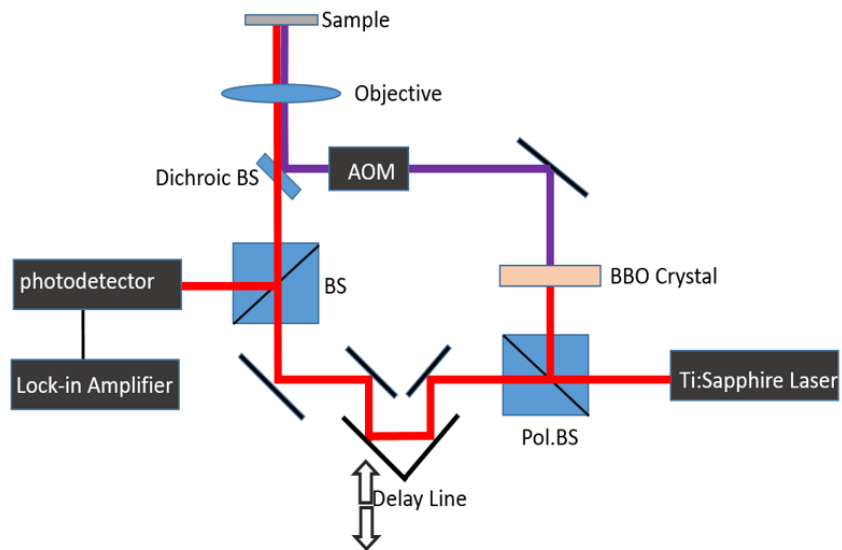 Sample
Objective
Dichroic BS
AOM
photodetector
BS
BBO Crystal
Lock-in Amplifier
Ti:Sapphire Laser
Pol.BS
Delay Line